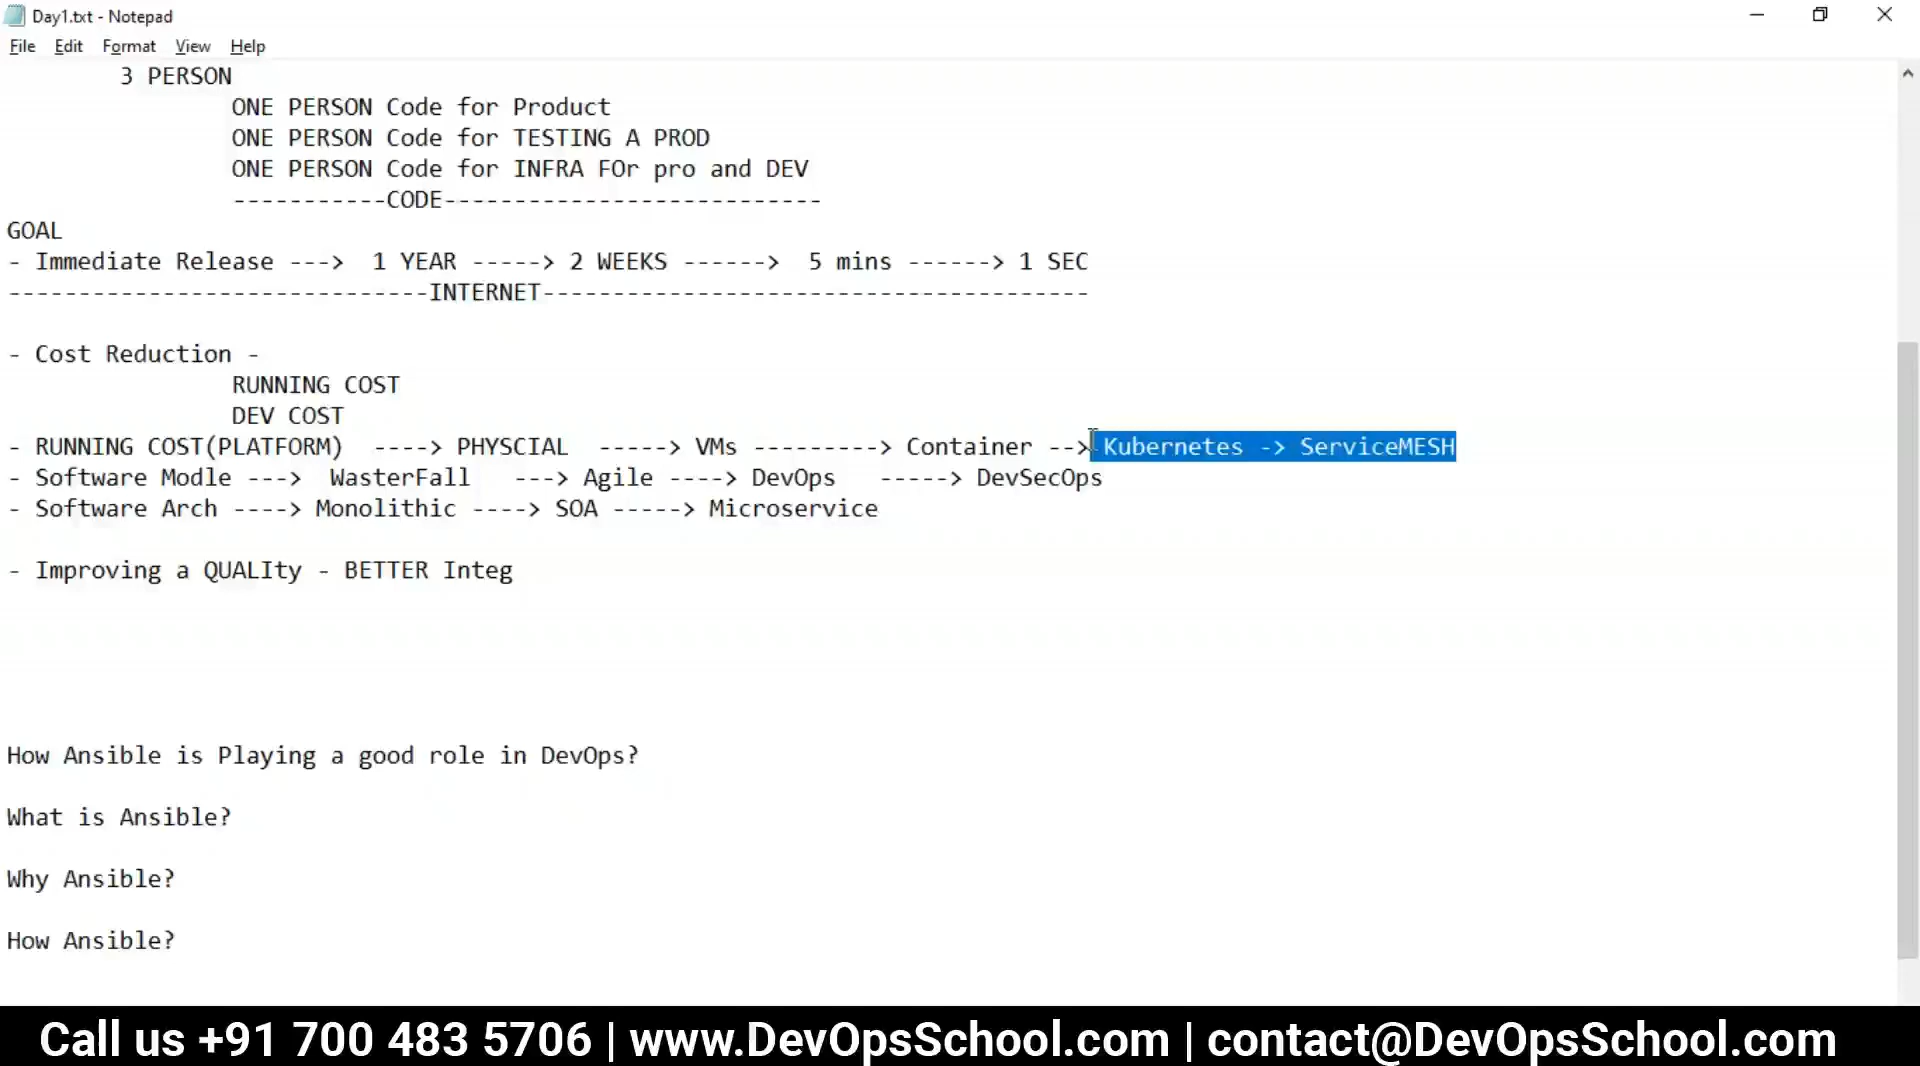 Day1.txt - Notepad
File Edit Format View Help
3 PERSON
ONE PERSON Code for Product
ONE PERSON Code for TESTING A PROD
ONE PERSON Code for INFRA FOr pro and DEV
-----------CODE---------------------------
GOAL
- Immediate Release ---> 1 YEAR -----> 2 WEEKS ------> 5 mins ------> 1 SEC
------------------------------INTERNET---------------------------------------
- Cost Reduction -
RUNNING COST
DEV COST
- RUNNING COST(PLATFORM) ----> PHYSCIAL -----> VMs ---------> Container --> Kubernetes -> ServiceMESH
- Software Modle ---> WasterFall ---> Agile ----> DevOps -----> DevSecOps
- Software Arch ----> Monolithic ----> SOA -----> Microservice
- Improving a QUALIty - BETTER Integ
How Ansible is Playing a good role in DevOps?
What is Ansible?
Why Ansible?
How Ansible?
Call us +91 700 483 5706 | www.DevOpsSchool.com | contact@DevOpsSchool.com